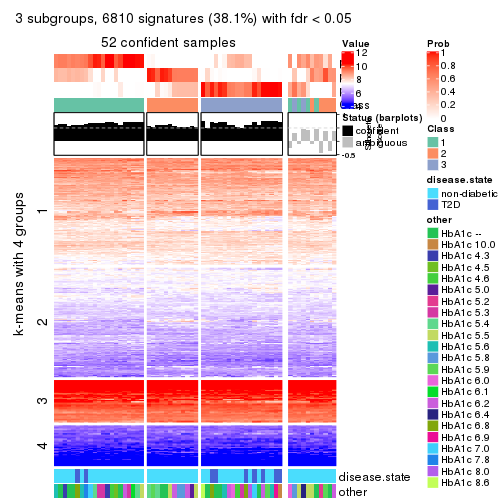 3 subgroups, 6810 signatures (38.1%) with fdr < 0.05
52 confident samples
k-means with 4 groups
1
2
3
4
Value
12
10
8
6
Class
Status (barplots)
confident
ambiguous
-0.5
Prob
1
0.8
0.6
0.4
0.2
0
Class
1
2
3
disease.state
non-diabetic
T2D
other
HbA1c --
HbA1c 10.0
HbA1c 4.3
HbA1c 4.5
HbA1c 4.6
HbA1c 5.0
HbA1c 5.2
HbA1c 5.3
HbA1c 5.4
HbA1c 5.5
HbA1c 5.6
HbA1c 5.8
HbA1c 5.9
HbA1c 6.0
HbA1c 6.1
HbA1c 6.2
HbA1c 6.4
HbA1c 6.8
HbA1c 6.9
HbA1c 7.0
HbA1c 7.8
HbA1c 8.0
HbA1c 8.6
disease.state
other